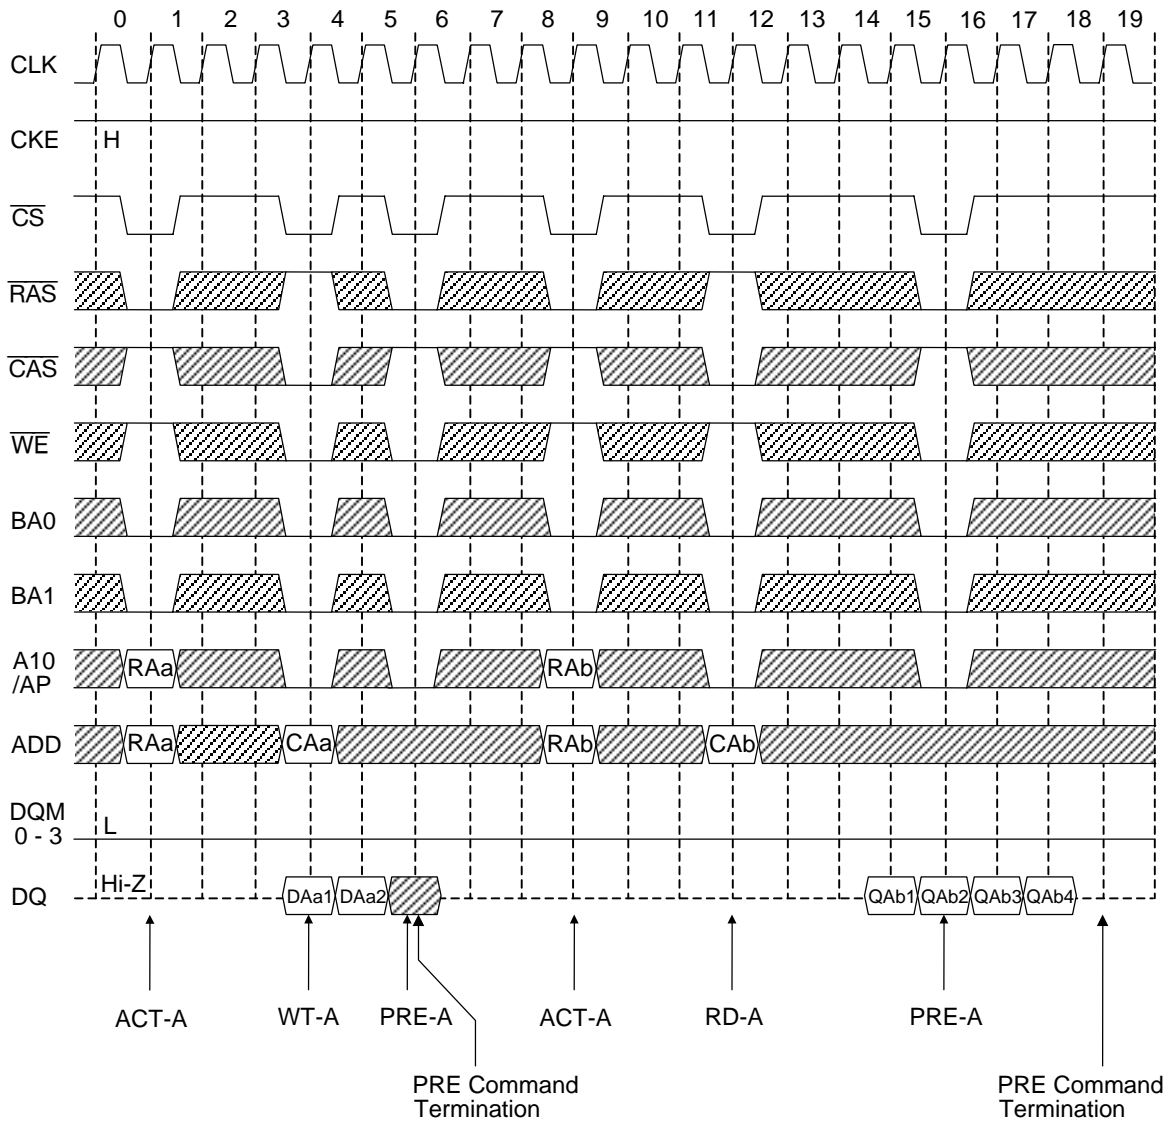 0 1 2 3 4 5 6 7 8 9 10 11 12 13 14 15 16 17 18 19
CLK
CKE H
CS
RAS
CAS
WE
BA0
BA1
A10
/AP RAa RAb
ADD RAa CAa RAb CAb
DQM
0 - 3 L
DQ Hi-Z DAa1 DAa2 QAb1 QAb2 QAb3 QAb4
ACT-A WT-A PRE-A ACT-A RD-A PRE-A
PRE Command
Termination
PRE Command
Termination